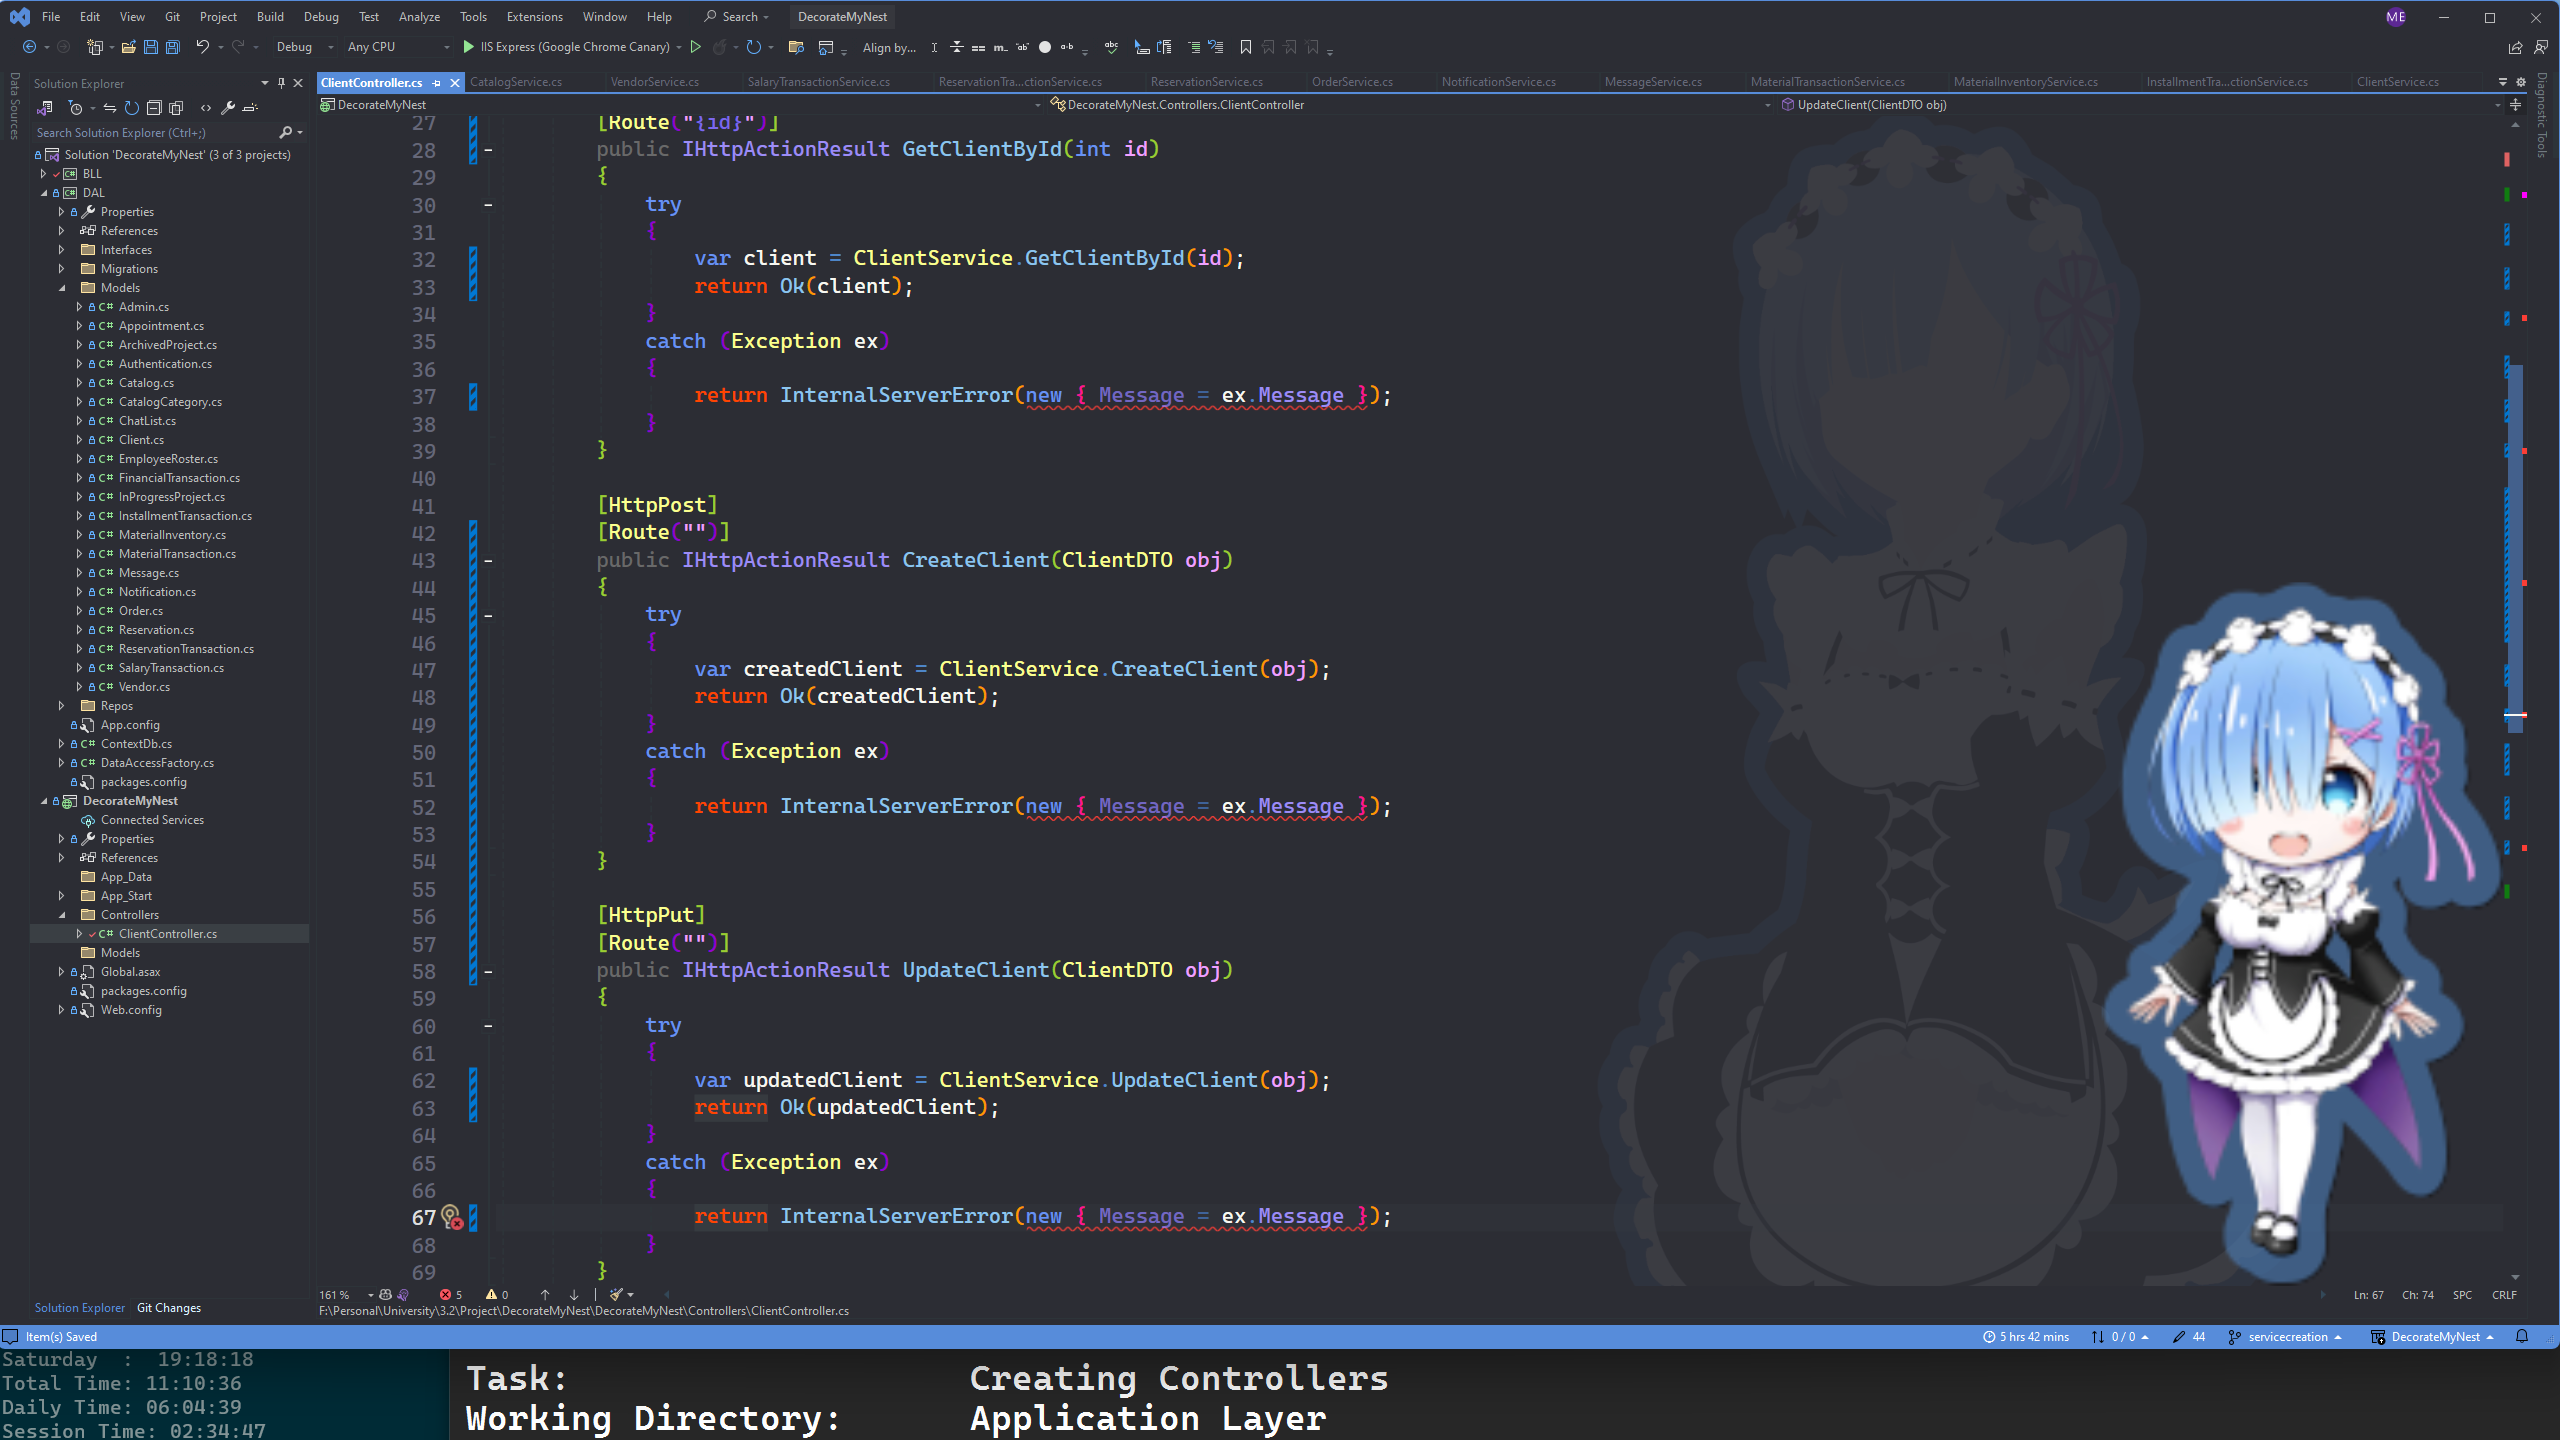 File Edit View Git Project Build Debug Test Analyze Tools Extensions Window Help Search DecorateMyNest ME
Debug Any CPU IIS Express (Google Chrome Canary) Align by...
Data Sources
Solution Explorer
Search Solution Explorer (Ctrl+;)
Solution 'DecorateMyNest' (3 of 3 projects)
BLL
DAL
Properties
References
Interfaces
Migrations
Models
C# Admin.cs
C# Appointment.cs
C# ArchivedProject.cs
C# Authentication.cs
C# Catalog.cs
C# CatalogCategory.cs
C# ChatList.cs
C# Client.cs
C# EmployeeRoster.cs
C# FinancialTransaction.cs
C# InProgressProject.cs
C# InstallmentTransaction.cs
C# MaterialInventory.cs
C# MaterialTransaction.cs
C# Message.cs
C# Notification.cs
C# Order.cs
C# Reservation.cs
C# ReservationTransaction.cs
C# SalaryTransaction.cs
C# Vendor.cs
Repos
App.config
C# ContextDb.cs
C# DataAccessFactory.cs
packages.config
DecorateMyNest
Connected Services
Properties
References
App_Data
App_Start
Controllers
C# ClientController.cs
Models
Global.asax
packages.config
Web.config
Solution Explorer Git Changes
ClientController.cs CatalogService.cs VendorService.cs SalaryTransactionService.cs ReservationTra...ctionService.cs ReservationService.cs OrderService.cs NotificationService.cs MessageService.cs MaterialTransactionService.cs MaterialInventoryService.cs InstallmentTra...ctionService.cs ClientService.cs
DecorateMyNest DecorateMyNest.Controllers.ClientController UpdateClient(ClientDTO obj)
Diagnostic Tools
27 [Route("{id}")]
28 public IHttpActionResult GetClientById(int id)
29 {
30 try
31 {
32 var client = ClientService.GetClientById(id);
33 return Ok(client);
34 }
35 catch (Exception ex)
36 {
37 return InternalServerError(new { Message = ex.Message });
38 }
39 }
40
41 [HttpPost]
42 [Route("")]
43 public IHttpActionResult CreateClient(ClientDTO obj)
44 {
45 try
46 {
47 var createdClient = ClientService.CreateClient(obj);
48 return Ok(createdClient);
49 }
50 catch (Exception ex)
51 {
52 return InternalServerError(new { Message = ex.Message });
53 }
54 }
55
56 [HttpPut]
57 [Route("")]
58 public IHttpActionResult UpdateClient(ClientDTO obj)
59 {
60 try
61 {
62 var updatedClient = ClientService.UpdateClient(obj);
63 return Ok(updatedClient);
64 }
65 catch (Exception ex)
66 {
67 return InternalServerError(new { Message = ex.Message });
68 }
69 }
161 % 5 0 Ln: 67 Ch: 74 SPC CRLF
F:\Personal\University\3.2\Project\DecorateMyNest\DecorateMyNest\Controllers\ClientController.cs
Item(s) Saved 5 hrs 42 mins 0 / 0 44 servicecreation DecorateMyNest
Saturday : 19:18:18
Total Time: 11:10:36
Daily Time: 06:04:39
Session Time: 02:34:47
Task: Creating Controllers
Working Directory: Application Layer